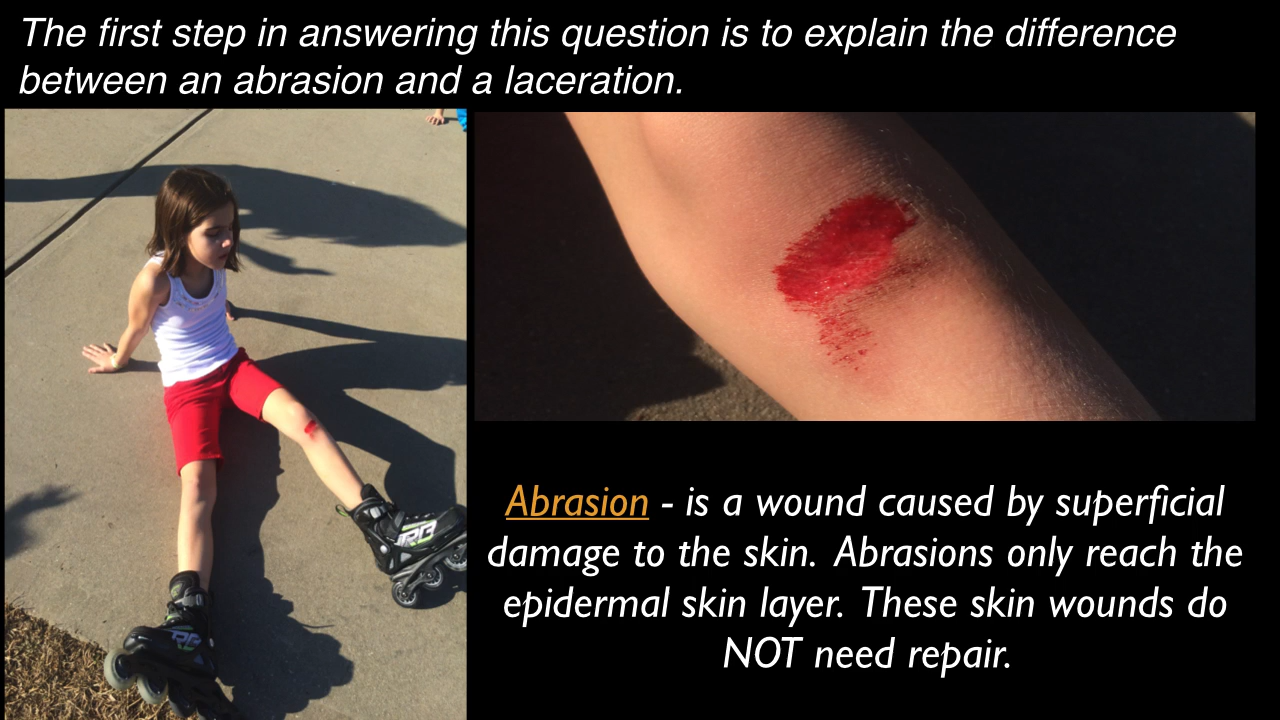 The first step in answering this question is to explain the difference
between an abrasion and a laceration.
RB
RB
Abrasion - is a wound caused by superficial
damage to the skin.  Abrasions only reach the
epidermal skin layer.  These skin wounds do
NOT need repair.